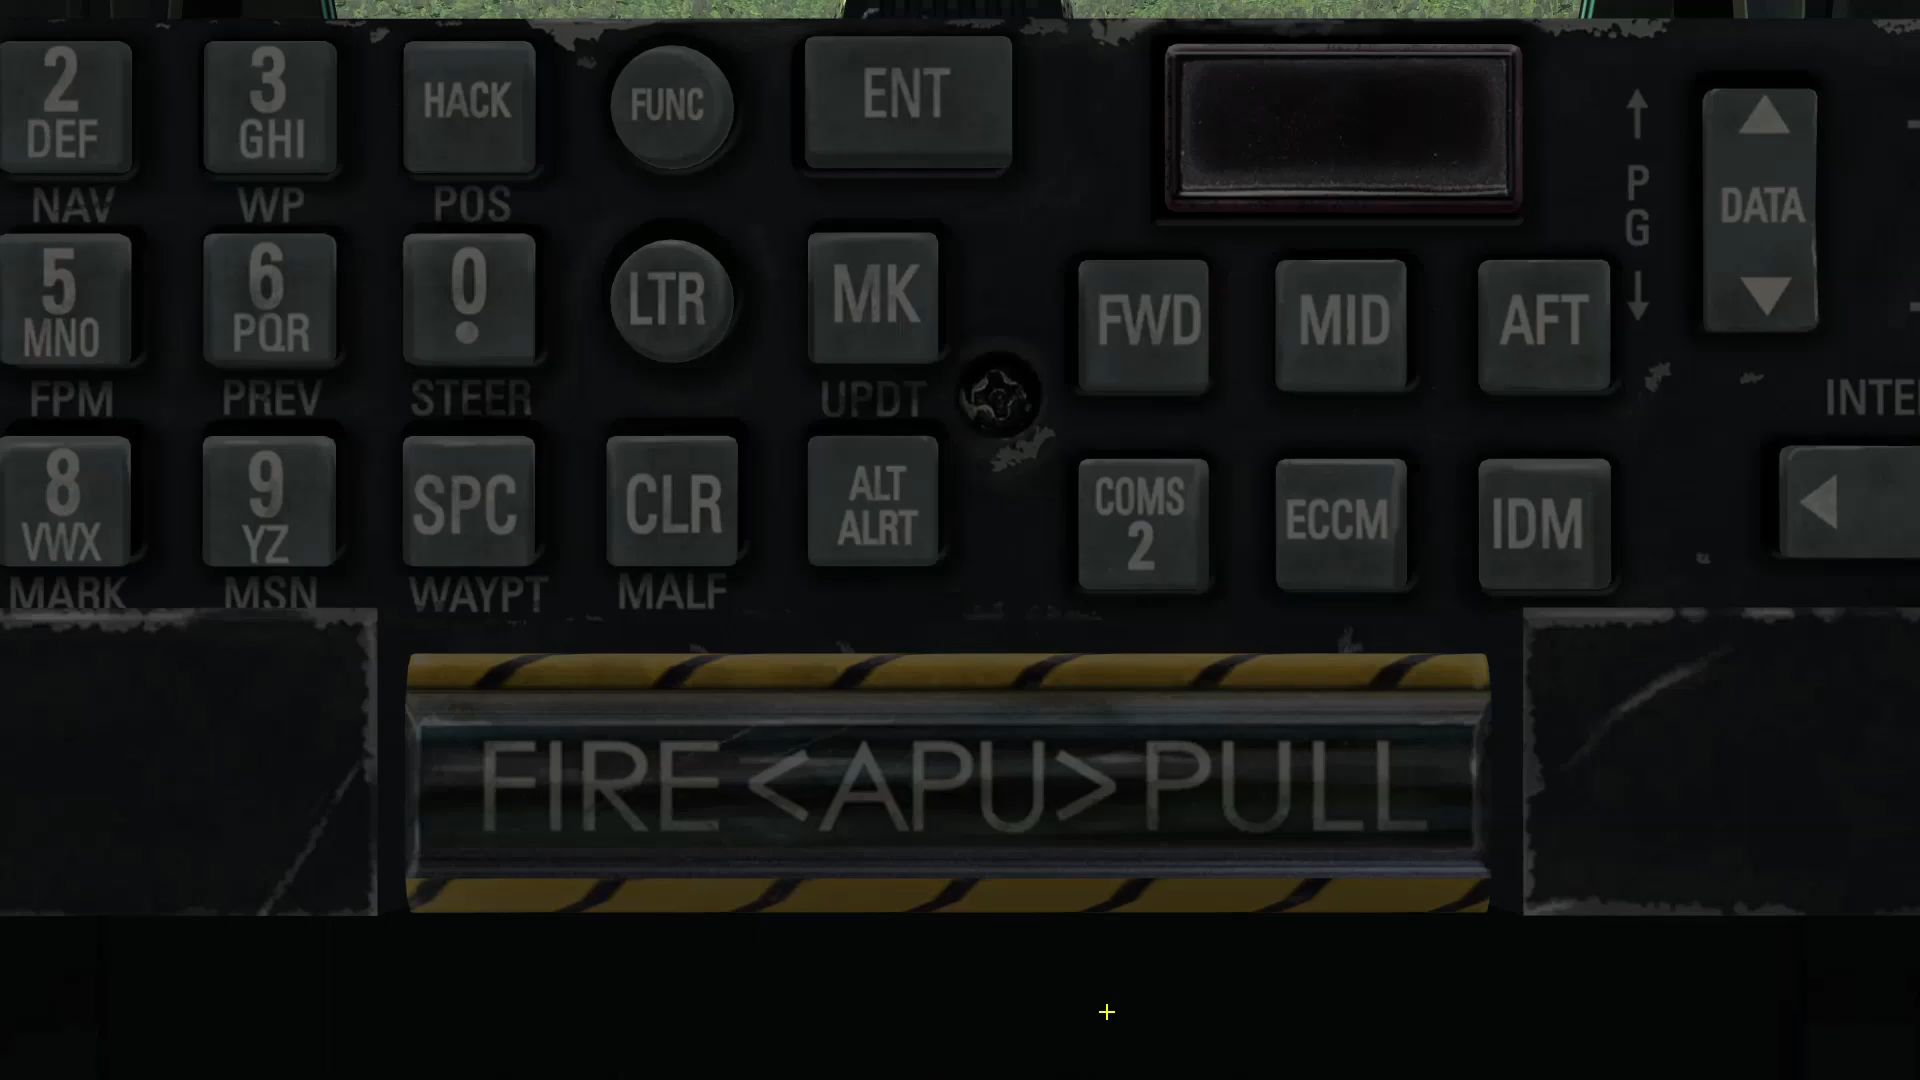 2 DEF
3 GHI
HACK
FUNC
ENT
NAV
WP
POS
5 MNO
6 PQR
0
LTR
MK
FWD
MID
AFT
PG
DATA
FPM
PREV
STEER
UPDT
8 VWX
9 YZ
SPC
CLR
ALT ALRT
COMS 2
ECCM
IDM
MARK
MSN
WAYPT
MALF
FIRE <APU> PULL